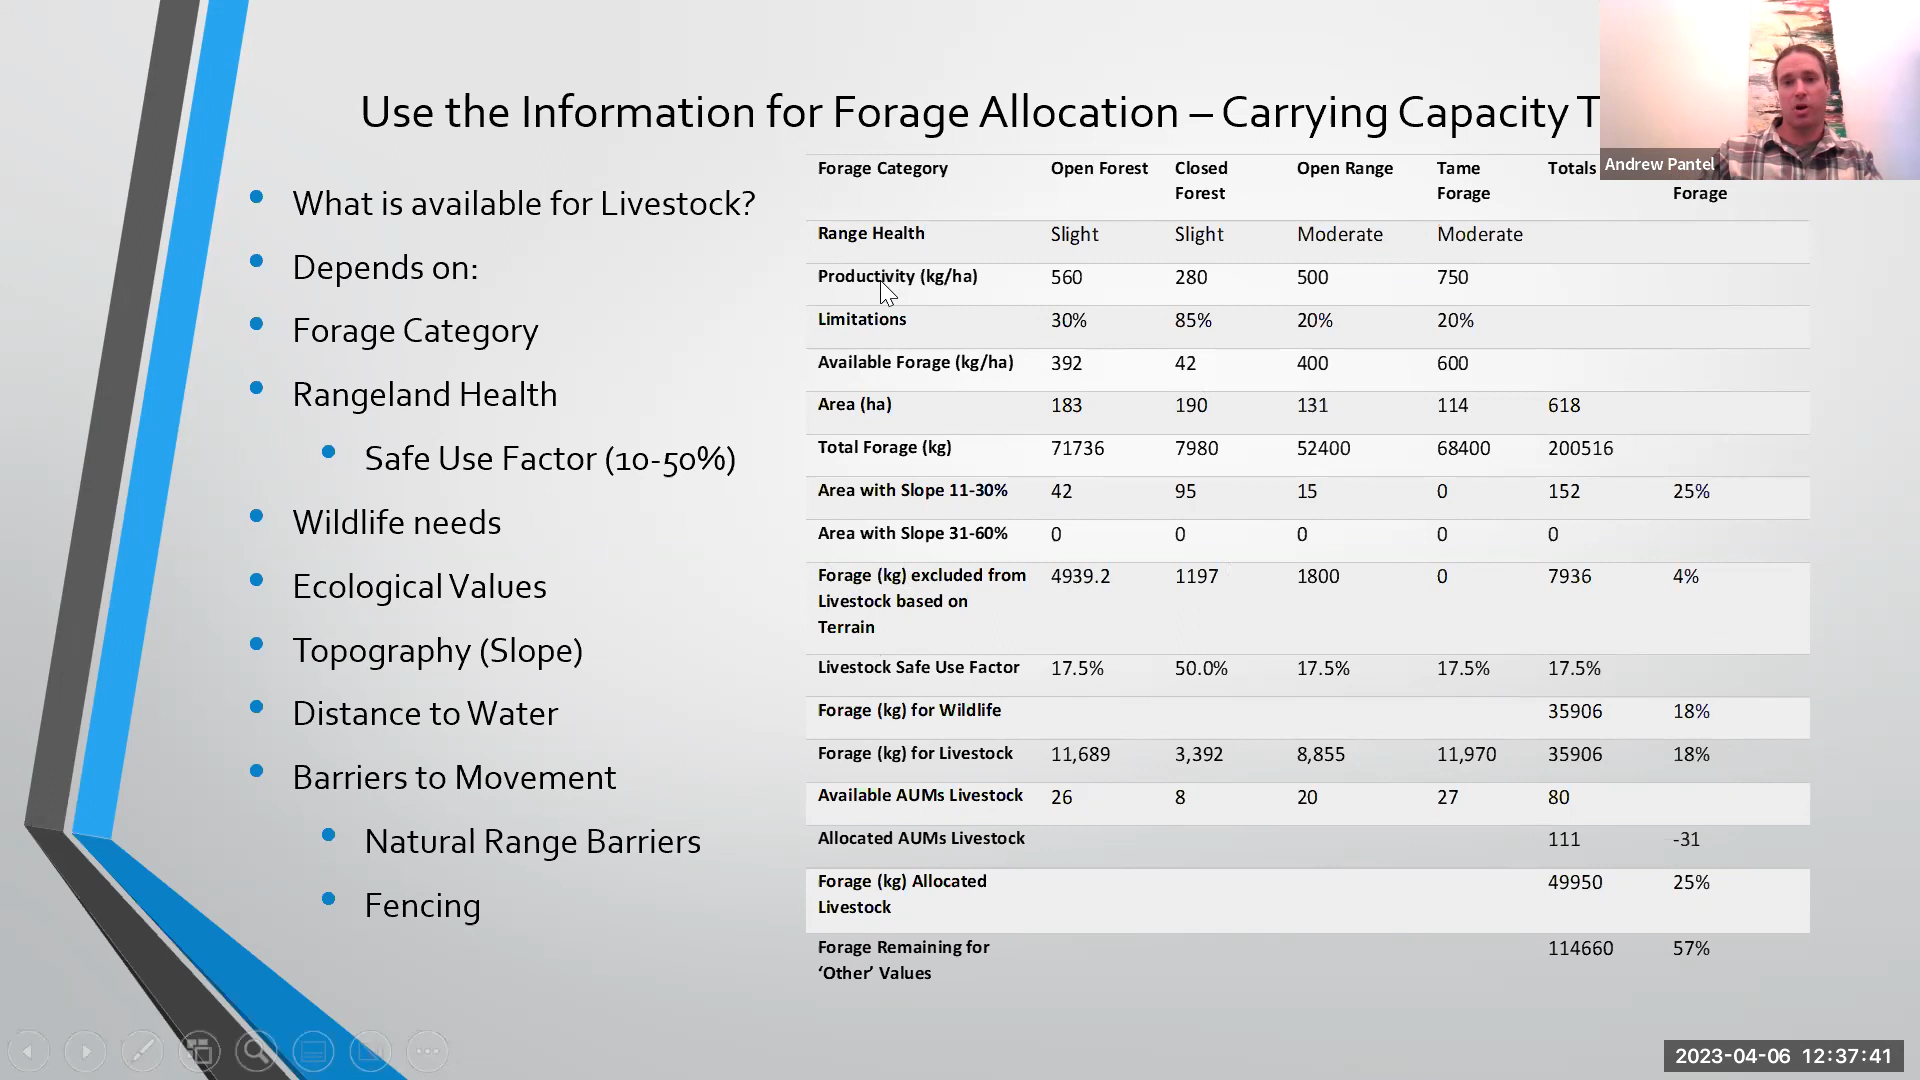 Use the Information for Forage Allocation – Carrying Capacity T
Andrew Pantel
What is available for Livestock?
Depends on:
Forage Category
Rangeland Health
Safe Use Factor (10-50%)
Wildlife needs
Ecological Values
Topography (Slope)
Distance to Water
Barriers to Movement
Natural Range Barriers
Fencing
Forage Category Open Forest Closed Forest Open Range Tame Forage Totals Forage
Range Health Slight Slight Moderate Moderate
Productivity (kg/ha) 560 280 500 750
Limitations 30% 85% 20% 20%
Available Forage (kg/ha) 392 42 400 600
Area (ha) 183 190 131 114 618
Total Forage (kg) 71736 7980 52400 68400 200516
Area with Slope 11-30% 42 95 15 0 152 25%
Area with Slope 31-60% 0 0 0 0 0
Forage (kg) excluded from Livestock based on Terrain 4939.2 1197 1800 0 7936 4%
Livestock Safe Use Factor 17.5% 50.0% 17.5% 17.5% 17.5%
Forage (kg) for Wildlife 35906 18%
Forage (kg) for Livestock 11,689 3,392 8,855 11,970 35906 18%
Available AUMs Livestock 26 8 20 27 80
Allocated AUMs Livestock 111 -31
Forage (kg) Allocated Livestock 49950 25%
Forage Remaining for ‘Other’ Values 114660 57%
2023-04-06 12:37:41